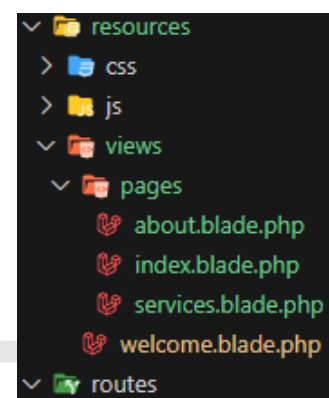 resources
css
js
views
pages
about.blade.php
index.blade.php
services.blade.php
welcome.blade.php
routes